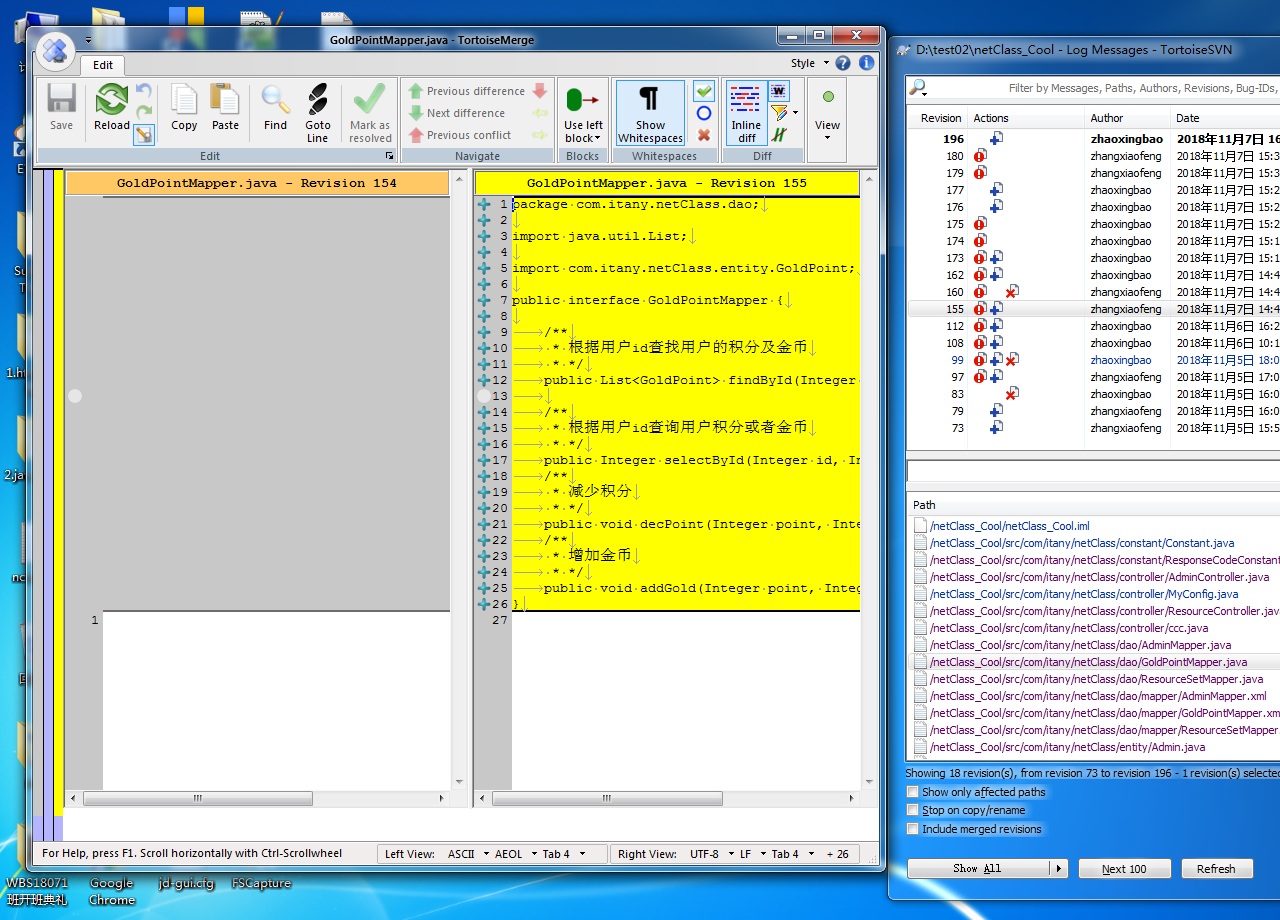 GoldPointMapper.java - TortoiseMerge
Edit
Style
Save
Reload
Copy
Paste
Find
Goto
Line
Mark as
resolved
Edit
Previous difference
Next difference
Previous conflict
Navigate
Use left
block
Blocks
Show
Whitespaces
Whitespaces
Inline
diff
Diff
View
GoldPointMapper.java - Revision 154
1
GoldPointMapper.java - Revision 155
1 package com.itany.netClass.dao;
2
3 import java.util.List;
4
5 import com.itany.netClass.entity.GoldPoint;
6
7 public interface GoldPointMapper {
8
9 /**
10 * 根据用户id查找用户的积分及金币
11 * */
12 public List<GoldPoint> findById(Integer
13
14 /**
15 * 根据用户id查询用户积分或者金币
16 * */
17 public Integer selectById(Integer id, In
18 /**
19 * 减少积分
20 * */
21 public void decPoint(Integer point, Inte
22 /**
23 * 增加金币
24 * */
25 public void addGold(Integer point, Integ
26 }
27
For Help, press F1. Scroll horizontally with Ctrl-Scrollwheel
Left View: ASCII AEOL Tab 4
Right View: UTF-8 LF Tab 4 + 26
D:\test02\netClass_Cool - Log Messages - TortoiseSVN
Filter by Messages, Paths, Authors, Revisions, Bug-IDs,
Revision Actions Author Date
196 zhaoxingbao 2018年11月7日 16
180 zhangxiaofeng 2018年11月7日 15:3
179 zhangxiaofeng 2018年11月7日 15:3
177 zhaoxingbao 2018年11月7日 15:2
176 zhaoxingbao 2018年11月7日 15:2
175 zhaoxingbao 2018年11月7日 15:2
174 zhaoxingbao 2018年11月7日 15:1
173 zhaoxingbao 2018年11月7日 15:1
162 zhaoxingbao 2018年11月7日 14:4
160 zhangxiaofeng 2018年11月7日 14:4
155 zhangxiaofeng 2018年11月7日 14:4
112 zhaoxingbao 2018年11月6日 16:2
108 zhaoxingbao 2018年11月6日 10:1
99 zhaoxingbao 2018年11月5日 18:0
97 zhangxiaofeng 2018年11月5日 17:0
83 zhaoxingbao 2018年11月5日 16:0
79 zhangxiaofeng 2018年11月5日 16:0
73 zhangxiaofeng 2018年11月5日 15:5
Path
/netClass_Cool/netClass_Cool.iml
/netClass_Cool/src/com/itany/netClass/constant/Constant.java
/netClass_Cool/src/com/itany/netClass/constant/ResponseCodeConstant
/netClass_Cool/src/com/itany/netClass/controller/AdminController.java
/netClass_Cool/src/com/itany/netClass/controller/MyConfig.java
/netClass_Cool/src/com/itany/netClass/controller/ResourceController.java
/netClass_Cool/src/com/itany/netClass/controller/ccc.java
/netClass_Cool/src/com/itany/netClass/dao/AdminMapper.java
/netClass_Cool/src/com/itany/netClass/dao/GoldPointMapper.java
/netClass_Cool/src/com/itany/netClass/dao/ResourceSetMapper.java
/netClass_Cool/src/com/itany/netClass/dao/mapper/AdminMapper.xml
/netClass_Cool/src/com/itany/netClass/dao/mapper/GoldPointMapper.xm
/netClass_Cool/src/com/itany/netClass/dao/mapper/ResourceSetMapper
/netClass_Cool/src/com/itany/netClass/entity/Admin.java
Showing 18 revision(s), from revision 73 to revision 196 - 1 revision(s) selected
Show only affected paths
Stop on copy/rename
Include merged revisions
Show All
Next 100
Refresh
1.ht
2.ja
WBS18071
班开班典礼
Google
Chrome
jd-gui.cfg
FSCapture